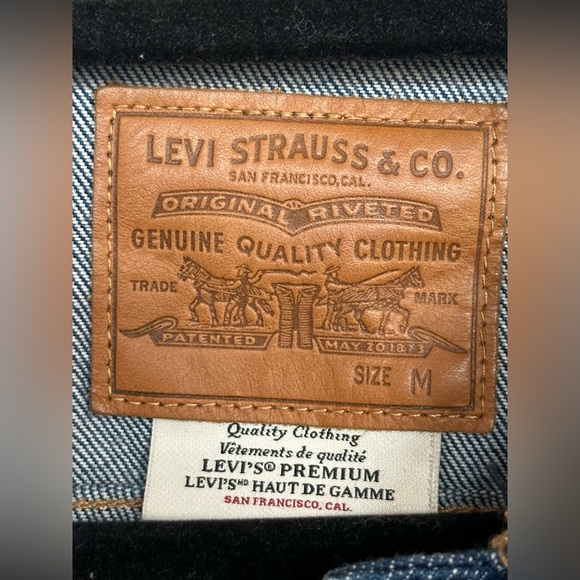 LEVI STRAUSS & CO.
SAN FRANCISCO, CAL.
ORIGINAL RIVETED
GENUINE QUALITY CLOTHING
TRADE MARK
PATENTED MAY 20 1873
SIZE M
Quality Clothing
Vêtements de qualité
LEVI'S® PREMIUM
LEVI'Sᴹᴰ HAUT DE GAMME
SAN FRANCISCO, CAL.